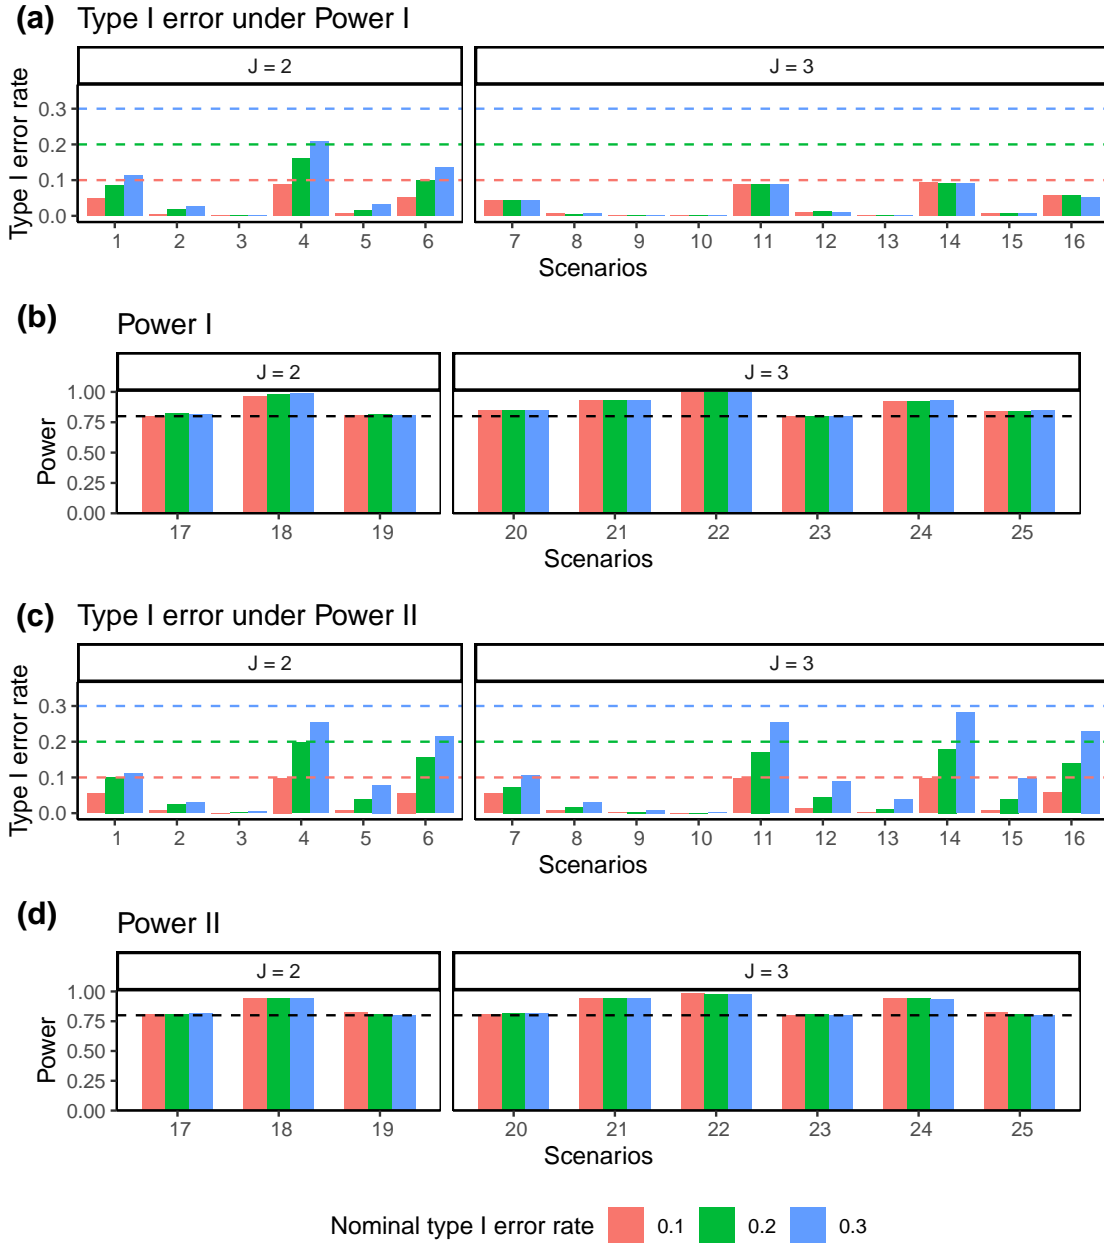 (a) Type I error under Power I
J = 2 J = 3
Type I error rate
0.3
0.2
0.1
0.0
1 2 3 4 5 6 7 8 9 10 11 12 13 14 15 16
Scenarios
(b) Power I
J = 2 J = 3
Power
1.00
0.75
0.50
0.25
0.00
17 18 19 20 21 22 23 24 25
Scenarios
(c) Type I error under Power II
J = 2 J = 3
Type I error rate
0.3
0.2
0.1
0.0
1 2 3 4 5 6 7 8 9 10 11 12 13 14 15 16
Scenarios
(d) Power II
J = 2 J = 3
Power
1.00
0.75
0.50
0.25
0.00
17 18 19 20 21 22 23 24 25
Scenarios
Nominal type I error rate 0.1 0.2 0.3